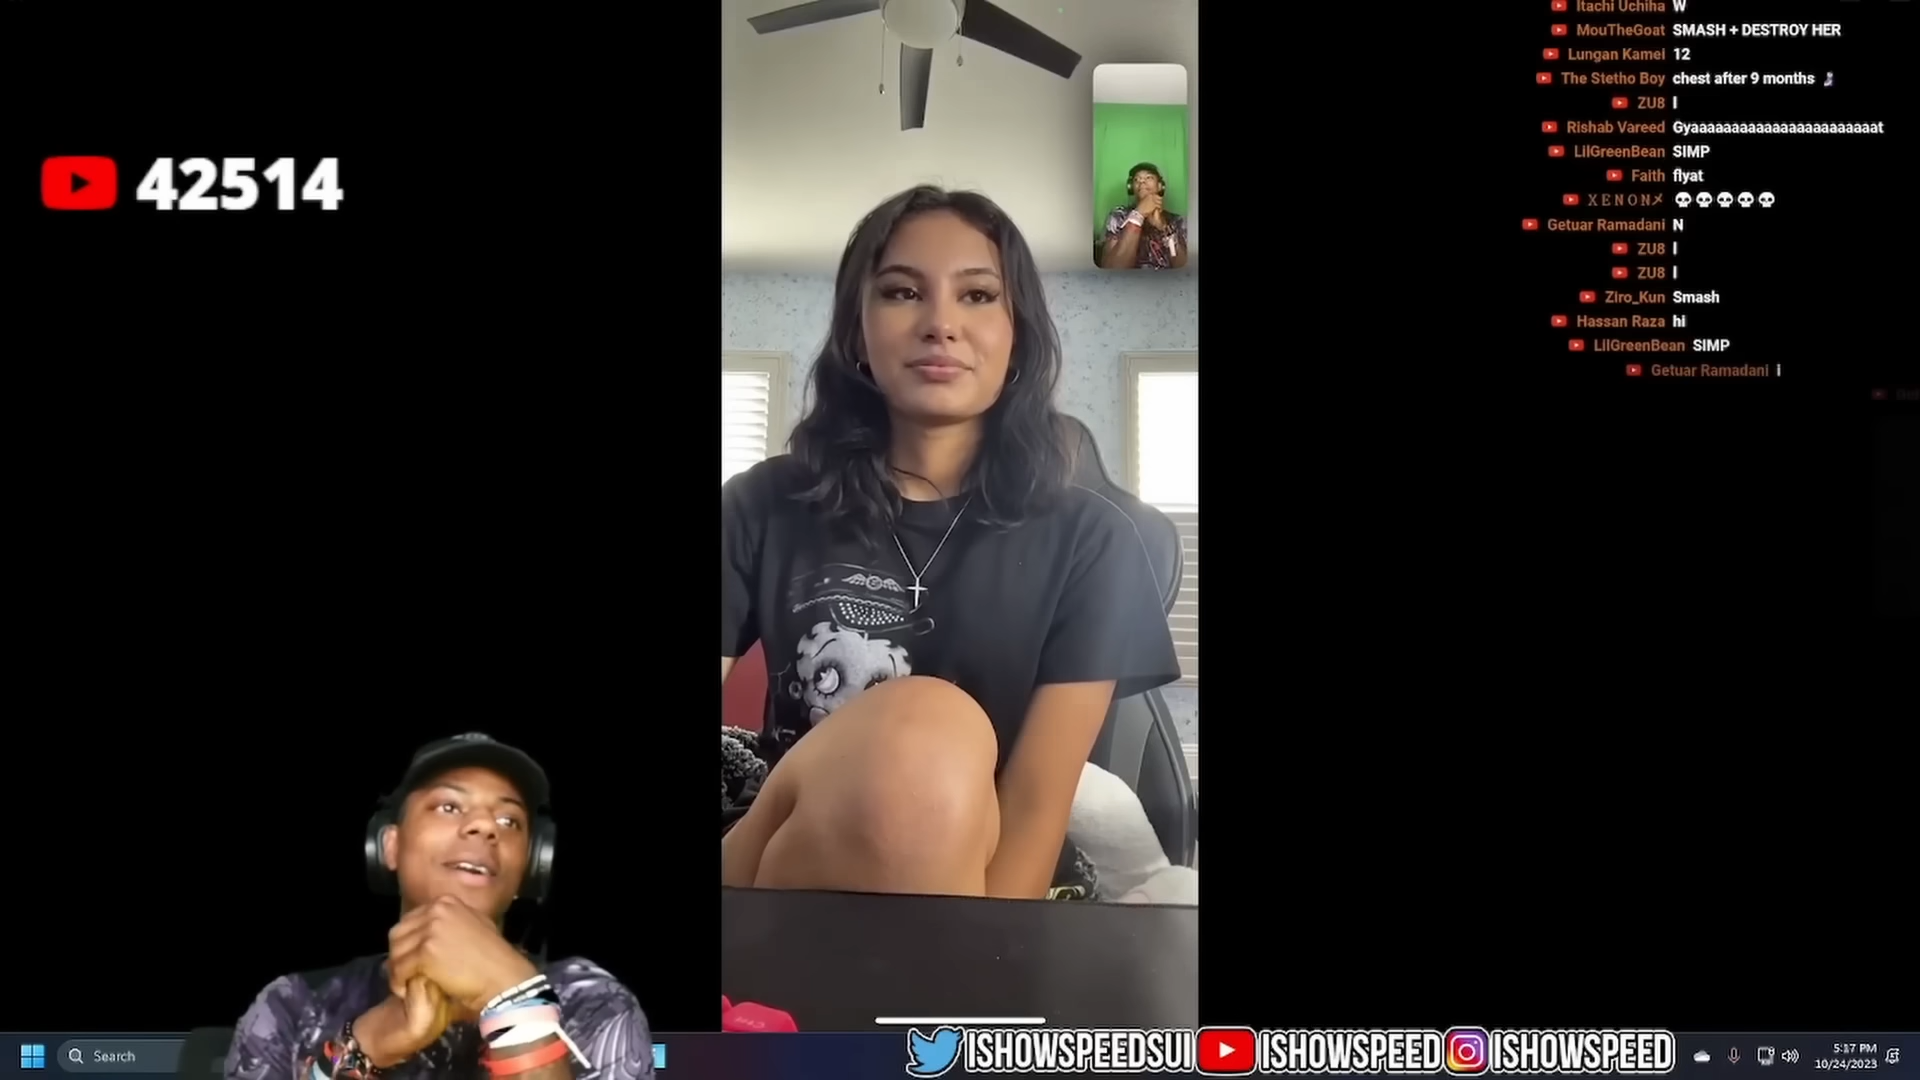 42514
Itachi Uchiha W
MouTheGoat SMASH + DESTROY HER
Lungan Kamei 12
The Stetho Boy chest after 9 months
ZU8 I
Rishab Vareed Gyaaaaaaaaaaaaaaaaaaaaaaat
LilGreenBean SIMP
Faith flyat
X E N O N メ 💀💀💀💀💀
Getuar Ramadani N
ZU8 I
ZU8 I
Ziro_Kun Smash
Hassan Raza hi
LilGreenBean SIMP
Getuar Ramadani i
Search
ISHOWSPEEDSUI ISHOWSPEED ISHOWSPEED
5:17 PM
10/24/2023